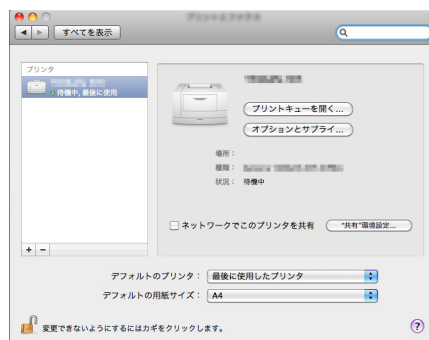 すべてを表示
プリンタ
待機中, 最後に使用
プリントキューを開く...
オプションとサプライ...
場所：
種類：
状況： 待機中
ネットワークでこのプリンタを共有
"共有"環境設定...
+ −
デフォルトのプリンタ： 最後に使用したプリンタ
デフォルトの用紙サイズ： A4
変更できないようにするにはカギをクリックします。
?